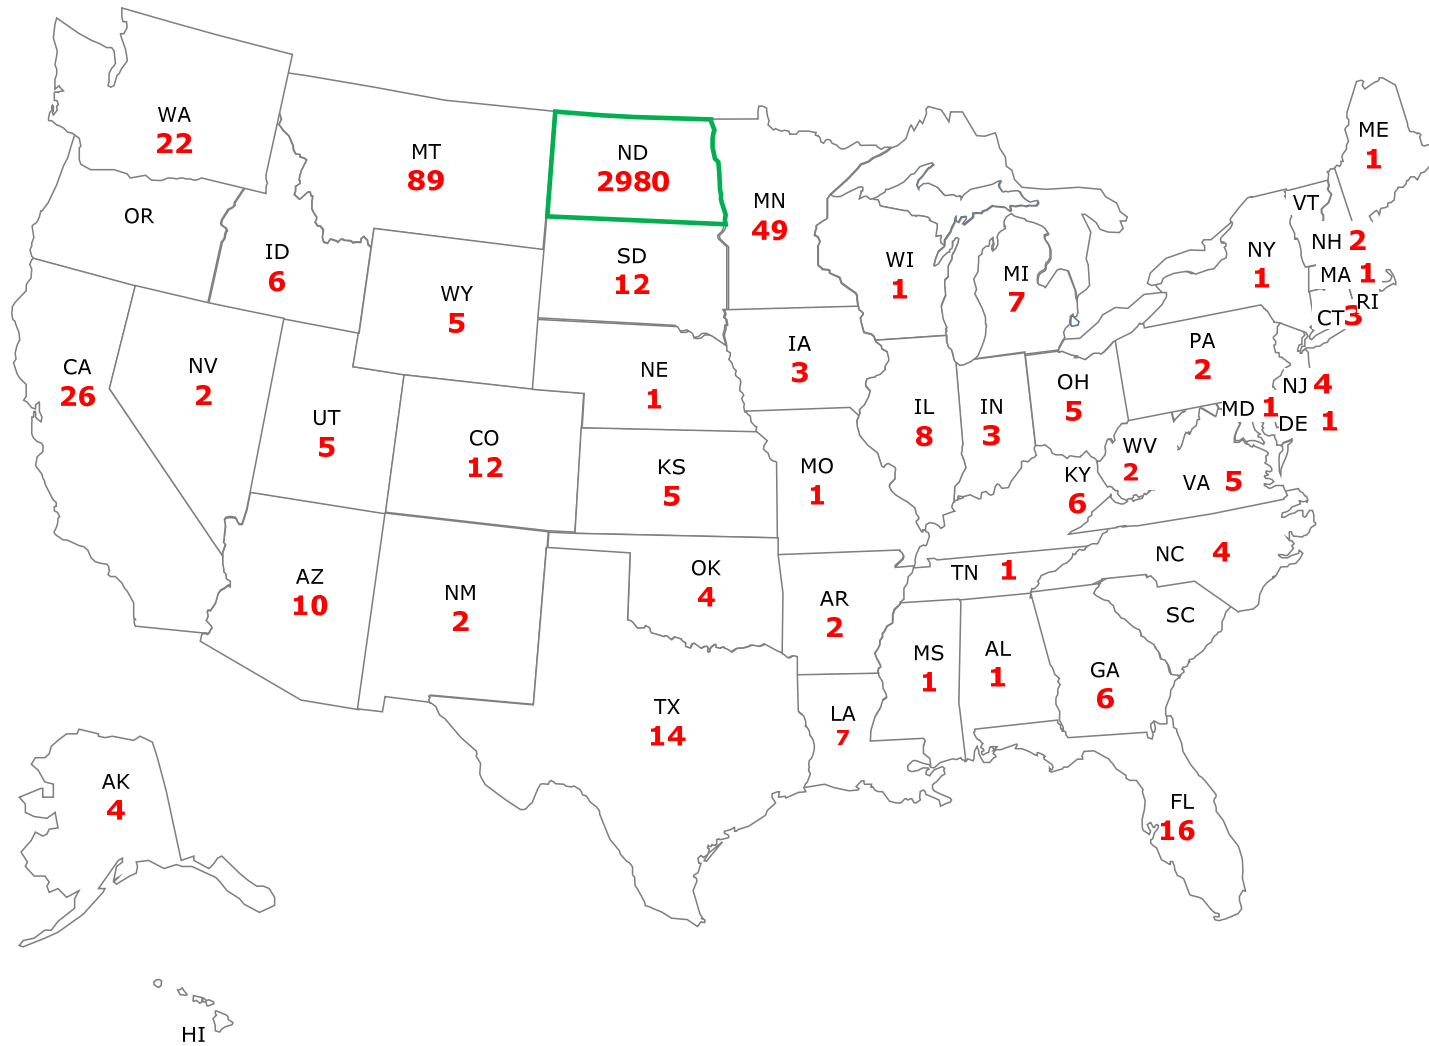 WA
22
MT
89
ND
2980
MN
49
OR
ID
6
SD
12
WY
5
WI
1
MI
7
ME
1
VT
NH 2
NY
1
MA 1
RI
CT 3
CA
26
NV
2
UT
5
CO
12
NE
1
IA
3
IL
8
IN
3
OH
5
PA
2
NJ 4
MD 1
DE 1
WV
2
VA 5
KY
6
KS
5
MO
1
AZ
10
NM
2
OK
4
AR
2
TN 1
NC 4
SC
MS
1
AL
1
GA
6
TX
14
LA
7
FL
16
AK
4
HI